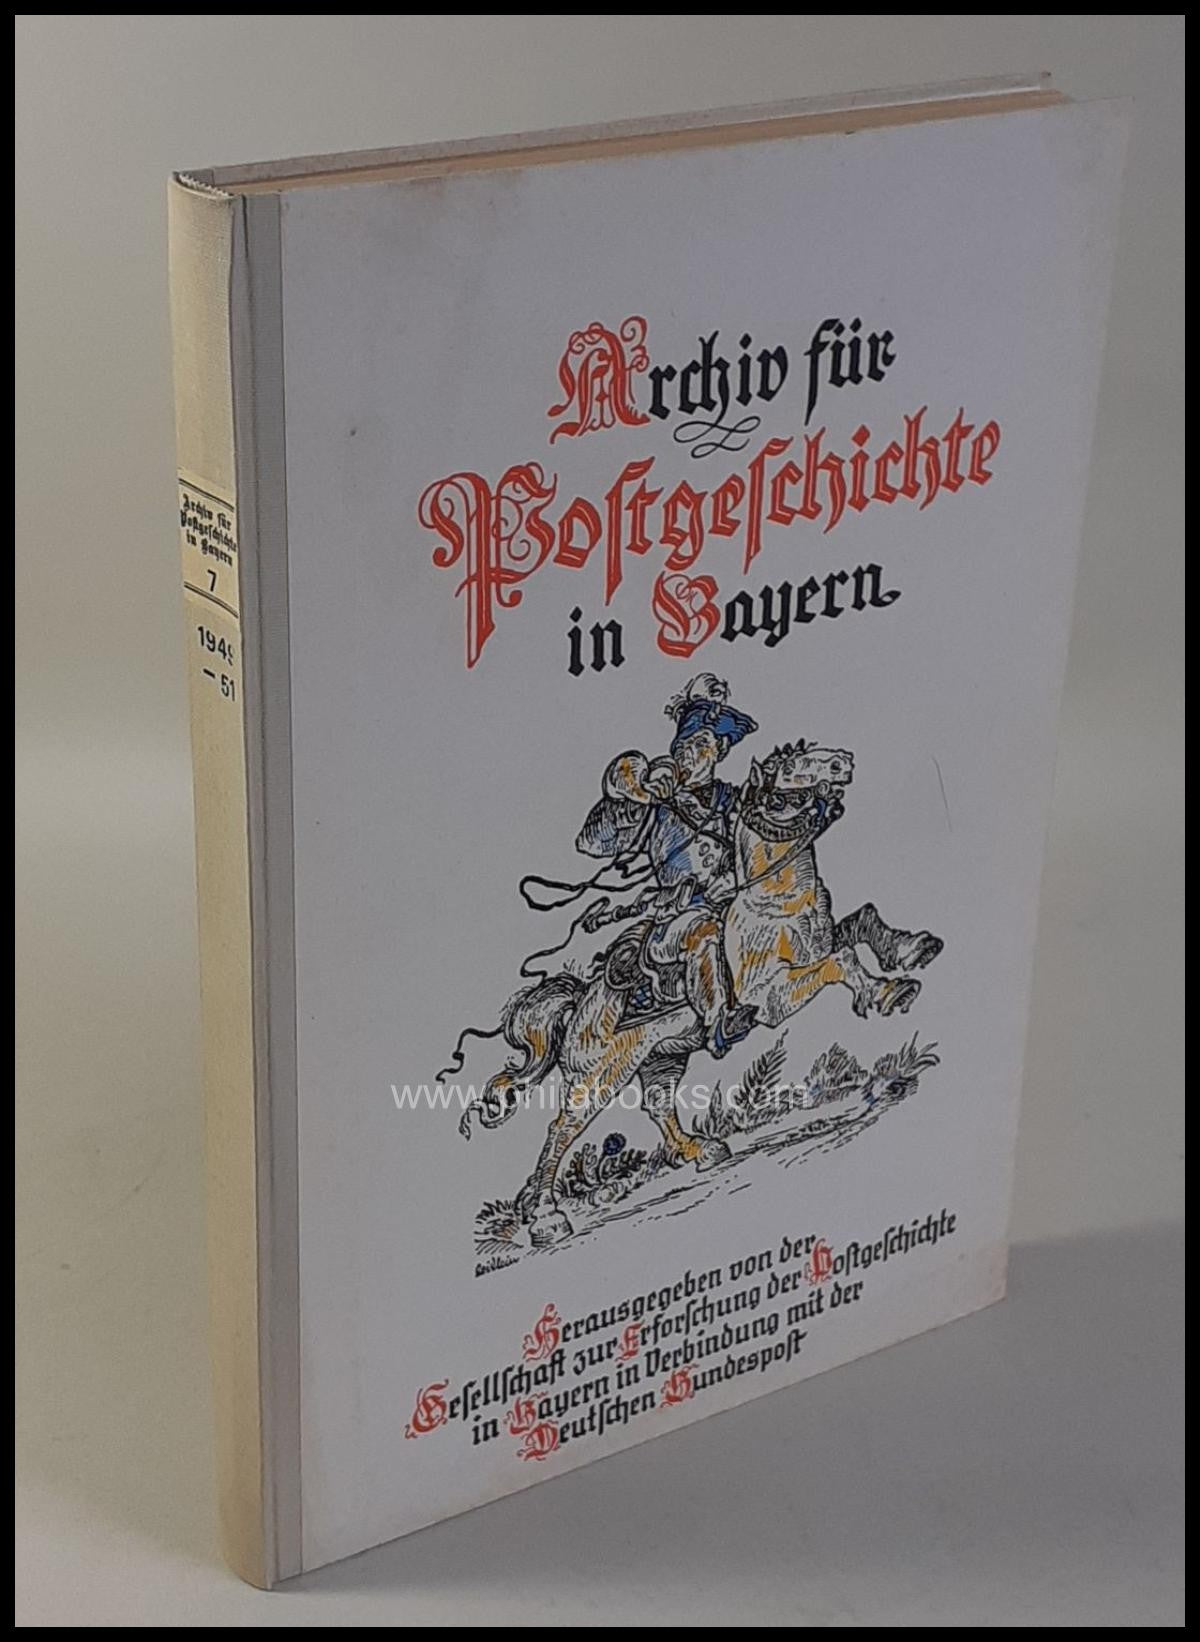 Archiv für
Postgeschichte
in Bayern
Herausgegeben von der
Gesellschaft zur Erforschung der Postgeschichte
in Bayern in Verbindung mit der
Deutschen Bundespost
Archiv für
Postgeschichte
in Bayern
7
1949
– 51
www.philabooks.com